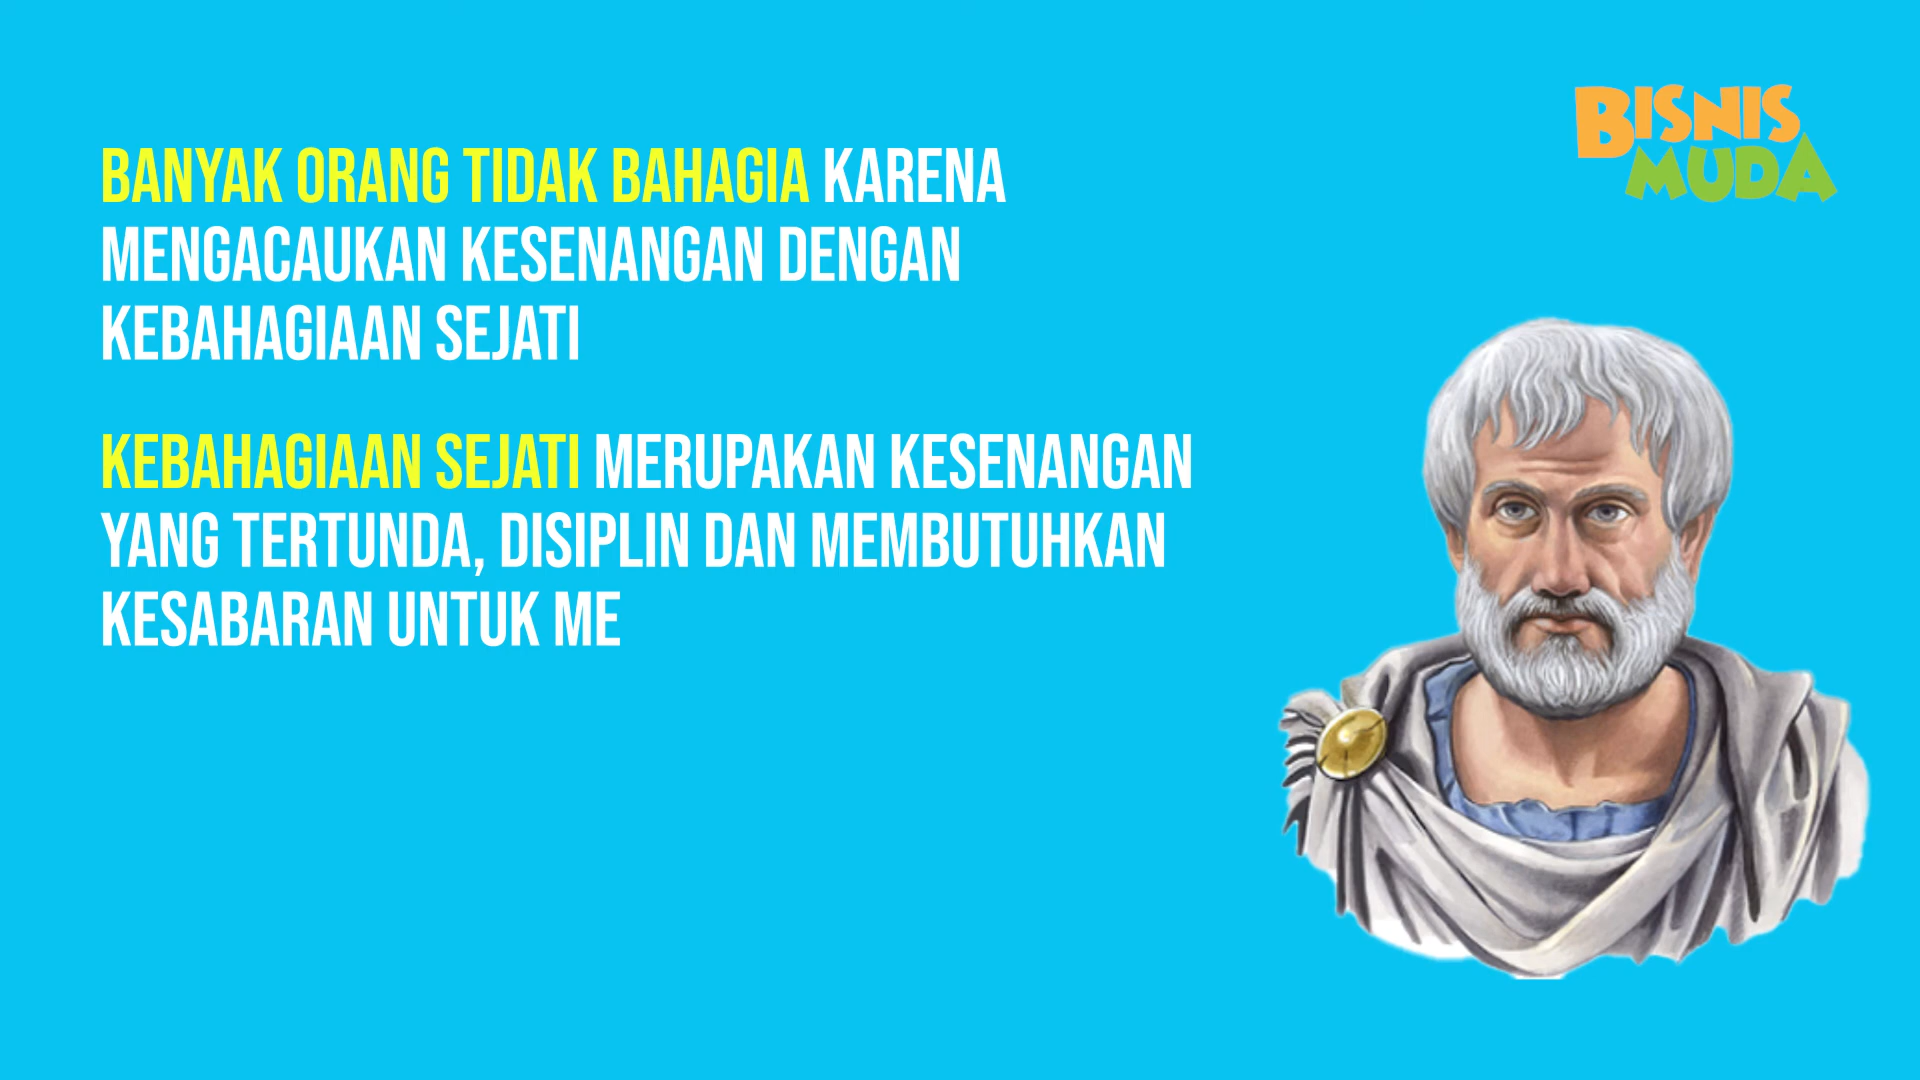 BISNIS
MUDA
BANYAK ORANG TIDAK BAHAGIA KARENA
MENGACAUKAN KESENANGAN DENGAN
KEBAHAGIAAN SEJATI
KEBAHAGIAAN SEJATI MERUPAKAN KESENANGAN
YANG TERTUNDA, DISIPLIN DAN MEMBUTUHKAN
KESABARAN UNTUK ME